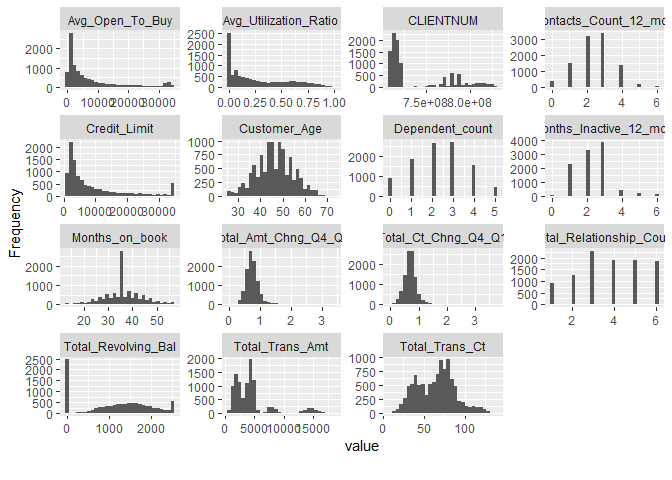 Avg_Open_To_Buy Avg_Utilization_Ratio CLIENTNUM ontacts_Count_12_mo
2000 1000 0
0 10000 20000 30000
2500 2000 1500 1000 500 0
0.00 0.25 0.50 0.75 1.00
2000 1500 1000 500 0
7.5e+08 8.0e+08
3000 2000 1000 0
0 2 4 6
Credit_Limit Customer_Age Dependent_count onths_Inactive_12_mo
2000 1500 1000 500 0
0 10000 20000 30000
1000 750 500 250 0
30 40 50 60 70
2000 1000 0
0 1 2 3 4 5
4000 3000 2000 1000 0
0 2 4 6
Frequency
Months_on_book otal_Amt_Chng_Q4_Q Total_Ct_Chng_Q4_Q1 tal_Relationship_Cou
2000 1000 0
20 30 40 50
2000 1000 0
0 1 2 3
2000 1000 0
0 1 2 3
2000 1500 1000 500 0
2 4 6
Total_Revolving_Bal Total_Trans_Amt Total_Trans_Ct
2500 2000 1500 1000 500 0
0 1000 2000
2000 1500 1000 500 0
0 5000 10000 15000
1000 750 500 250 0
0 50 100
value